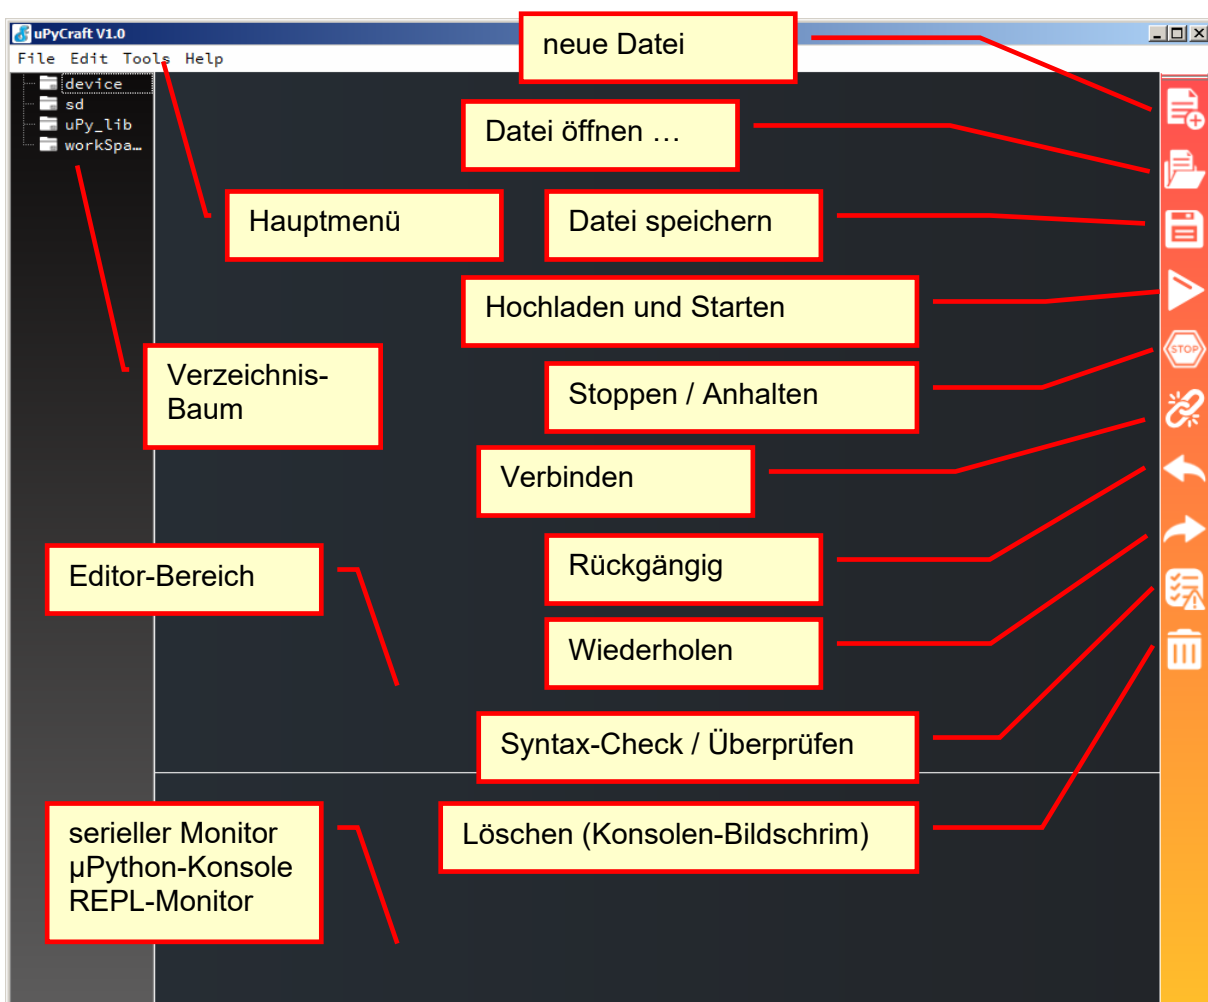 uPyCraft V1.0
File Edit Tools Help
device
sd
uPy_lib
workSpa…
neue Datei
Datei öffnen …
Hauptmenü
Datei speichern
Hochladen und Starten
STOP
Verzeichnis-
Baum
Stoppen / Anhalten
Verbinden
Editor-Bereich
Rückgängig
Wiederholen
Syntax-Check / Überprüfen
serieller Monitor
µPython-Konsole
REPL-Monitor
Löschen (Konsolen-Bildschrim)